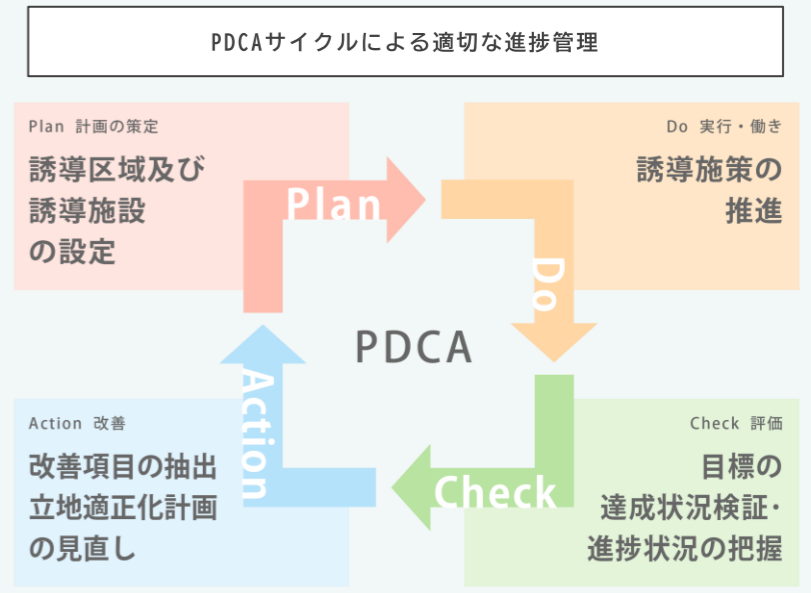 PDCAサイクルによる適切な進捗管理
Plan 計画の策定
誘導区域及び
誘導施設
の設定
Do 実行・働き
誘導施策の
推進
Plan
Do
PDCA
Action
Check
Action 改善
改善項目の抽出
立地適正化計画
の見直し
Check 評価
目標の
達成状況検証・
進捗状況の把握